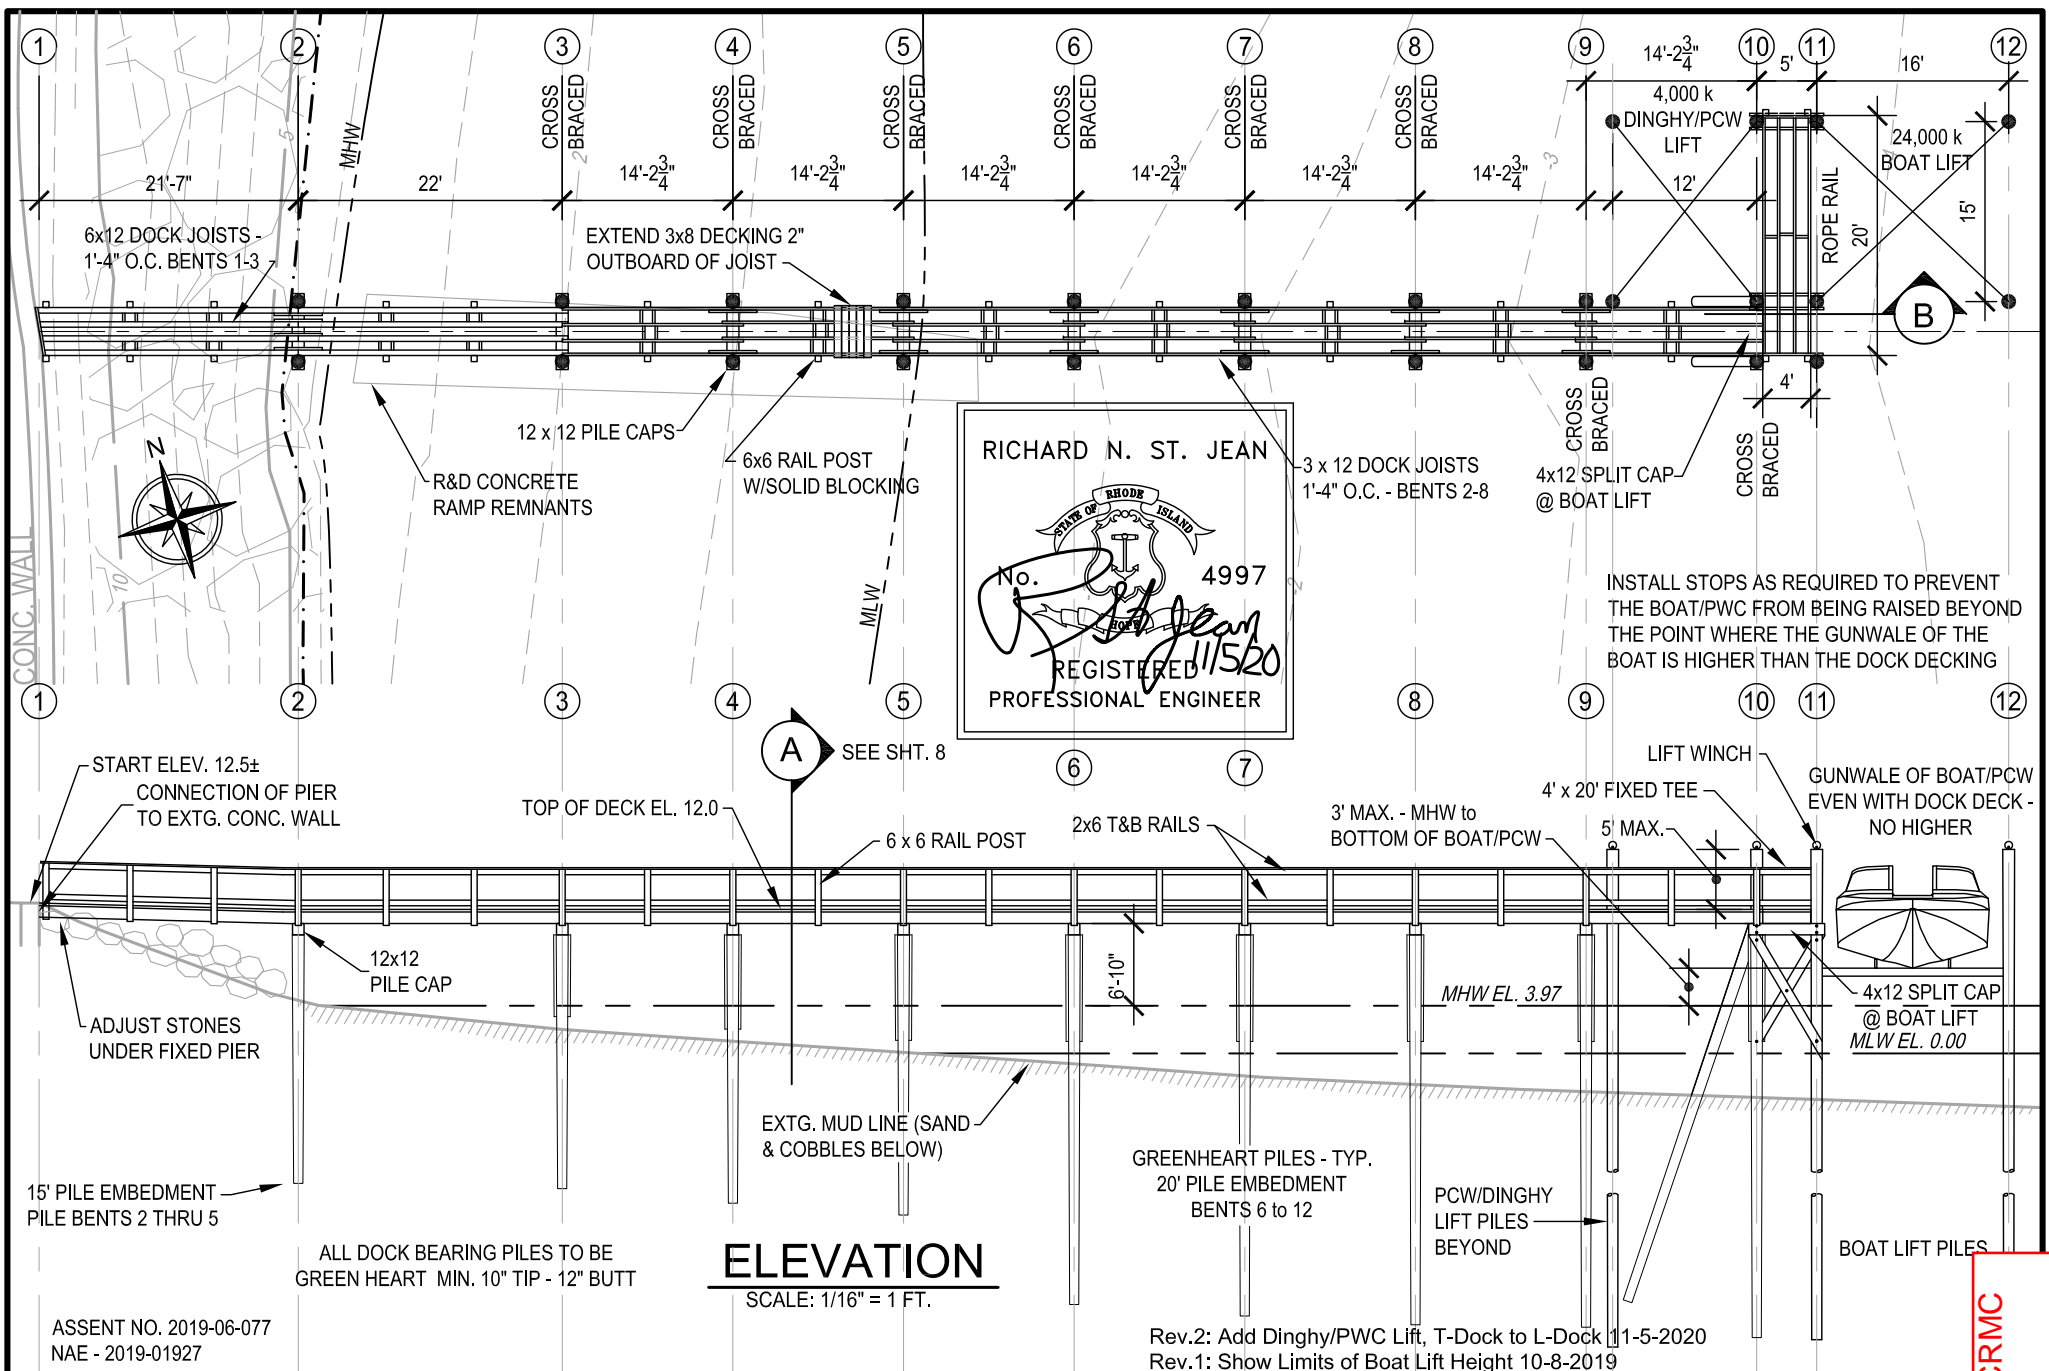 1
2
3
4
5
6
7
8
9
10
11
12
CROSS
BRACED
CROSS
BRACED
CROSS
BRACED
CROSS
BRACED
CROSS
BRACED
CROSS
BRACED
14'-2 3/4"
5'
16'
4,000 k
DINGHY/PCW
LIFT
24,000 k
BOAT LIFT
MHW
5
2
-3
21'-7"
22'
14'-2 3/4"
14'-2 3/4"
14'-2 3/4"
14'-2 3/4"
14'-2 3/4"
14'-2 3/4"
12'
ROPE RAIL
20'
15'
6x12 DOCK JOISTS -
1'-4" O.C. BENTS 1-3
EXTEND 3x8 DECKING 2"
OUTBOARD OF JOIST
B
4'
12 x 12 PILE CAPS
R&D CONCRETE
RAMP REMNANTS
6x6 RAIL POST
W/SOLID BLOCKING
3 x 12 DOCK JOISTS
1'-4" O.C. - BENTS 2-8
CROSS
BRACED
4x12 SPLIT CAP
@ BOAT LIFT
CROSS
BRACED
N
CONC. WALL
10
MLW
-2
RICHARD N. ST. JEAN
STATE OF
RHODE
ISLAND
No.
4997
HOPE
R St Jean
11/5/20
REGISTERED
PROFESSIONAL ENGINEER
INSTALL STOPS AS REQUIRED TO PREVENT
THE BOAT/PWC FROM BEING RAISED BEYOND
THE POINT WHERE THE GUNWALE OF THE
BOAT IS HIGHER THAN THE DOCK DECKING
1
2
3
4
5
6
7
8
9
10
11
12
A
SEE SHT. 8
START ELEV. 12.5±
CONNECTION OF PIER
TO EXTG. CONC. WALL
TOP OF DECK EL. 12.0
6 x 6 RAIL POST
2x6 T&B RAILS
3' MAX. - MHW to
BOTTOM OF BOAT/PCW
LIFT WINCH
4' x 20' FIXED TEE
5' MAX.
GUNWALE OF BOAT/PCW
EVEN WITH DOCK DECK -
NO HIGHER
12x12
PILE CAP
6'-10"
MHW EL. 3.97
ADJUST STONES
UNDER FIXED PIER
4x12 SPLIT CAP
@ BOAT LIFT
MLW EL. 0.00
EXTG. MUD LINE (SAND
& COBBLES BELOW)
GREENHEART PILES - TYP.
20' PILE EMBEDMENT
BENTS 6 to 12
15' PILE EMBEDMENT
PILE BENTS 2 THRU 5
PCW/DINGHY
LIFT PILES
BEYOND
BOAT LIFT PILES
ALL DOCK BEARING PILES TO BE
GREEN HEART MIN. 10" TIP - 12" BUTT
ELEVATION
SCALE: 1/16" = 1 FT.
ASSENT NO. 2019-06-077
NAE - 2019-01927
Rev.2: Add Dinghy/PWC Lift, T-Dock to L-Dock 11-5-2020
Rev.1: Show Limits of Boat Lift Height 10-8-2019
CRMC